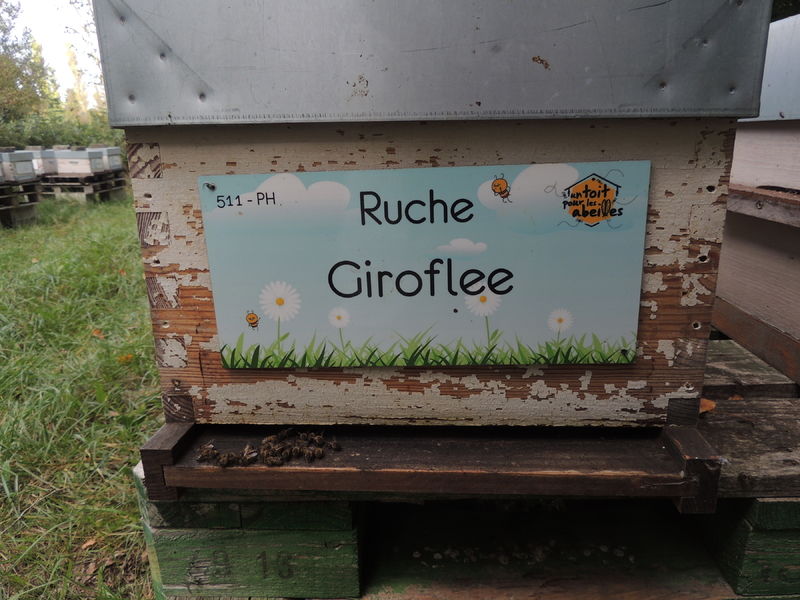 511 - PH
Ruche
un toit
pour les
abeilles
Giroflee